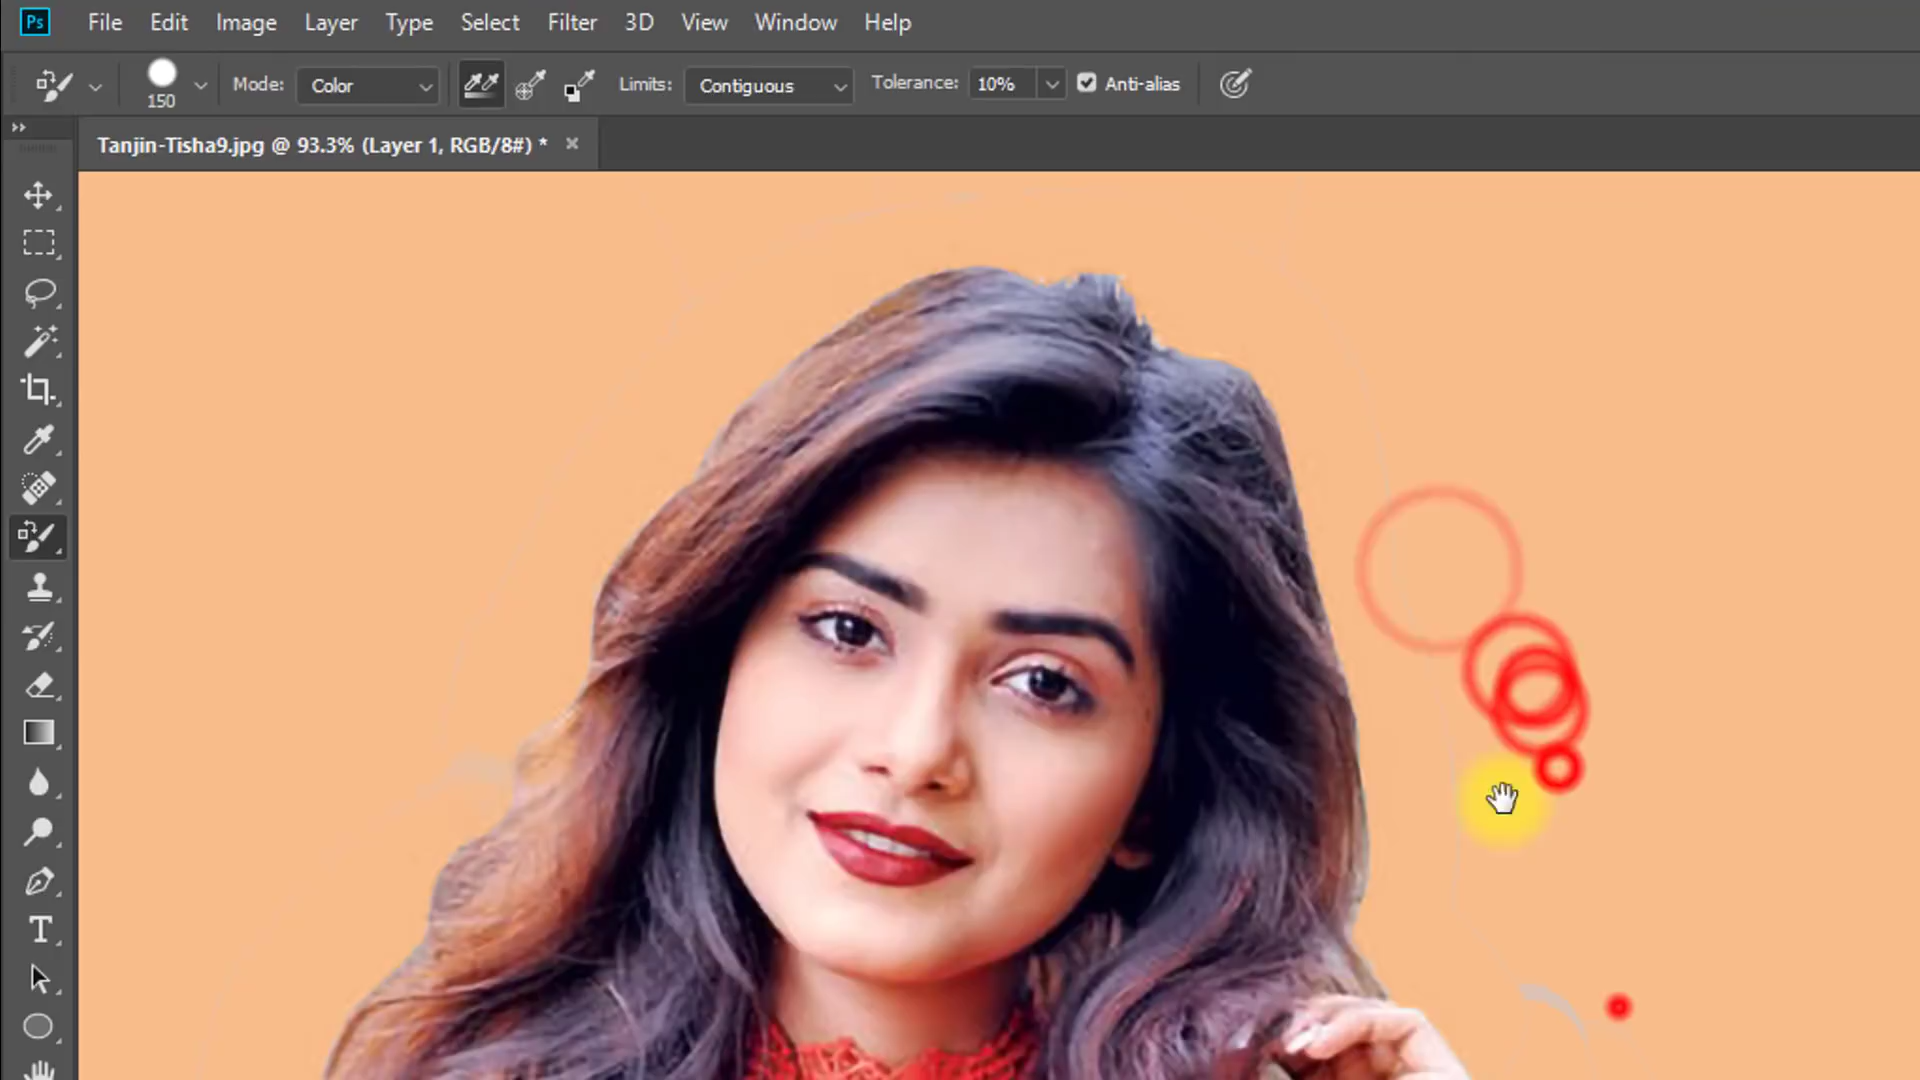 Ps File Edit Image Layer Type Select Filter 3D View Window Help
150 Mode: Color Limits: Contiguous Tolerance: 10% Anti-alias
Tanjin-Tisha9.jpg @ 93.3% (Layer 1, RGB/8#) *